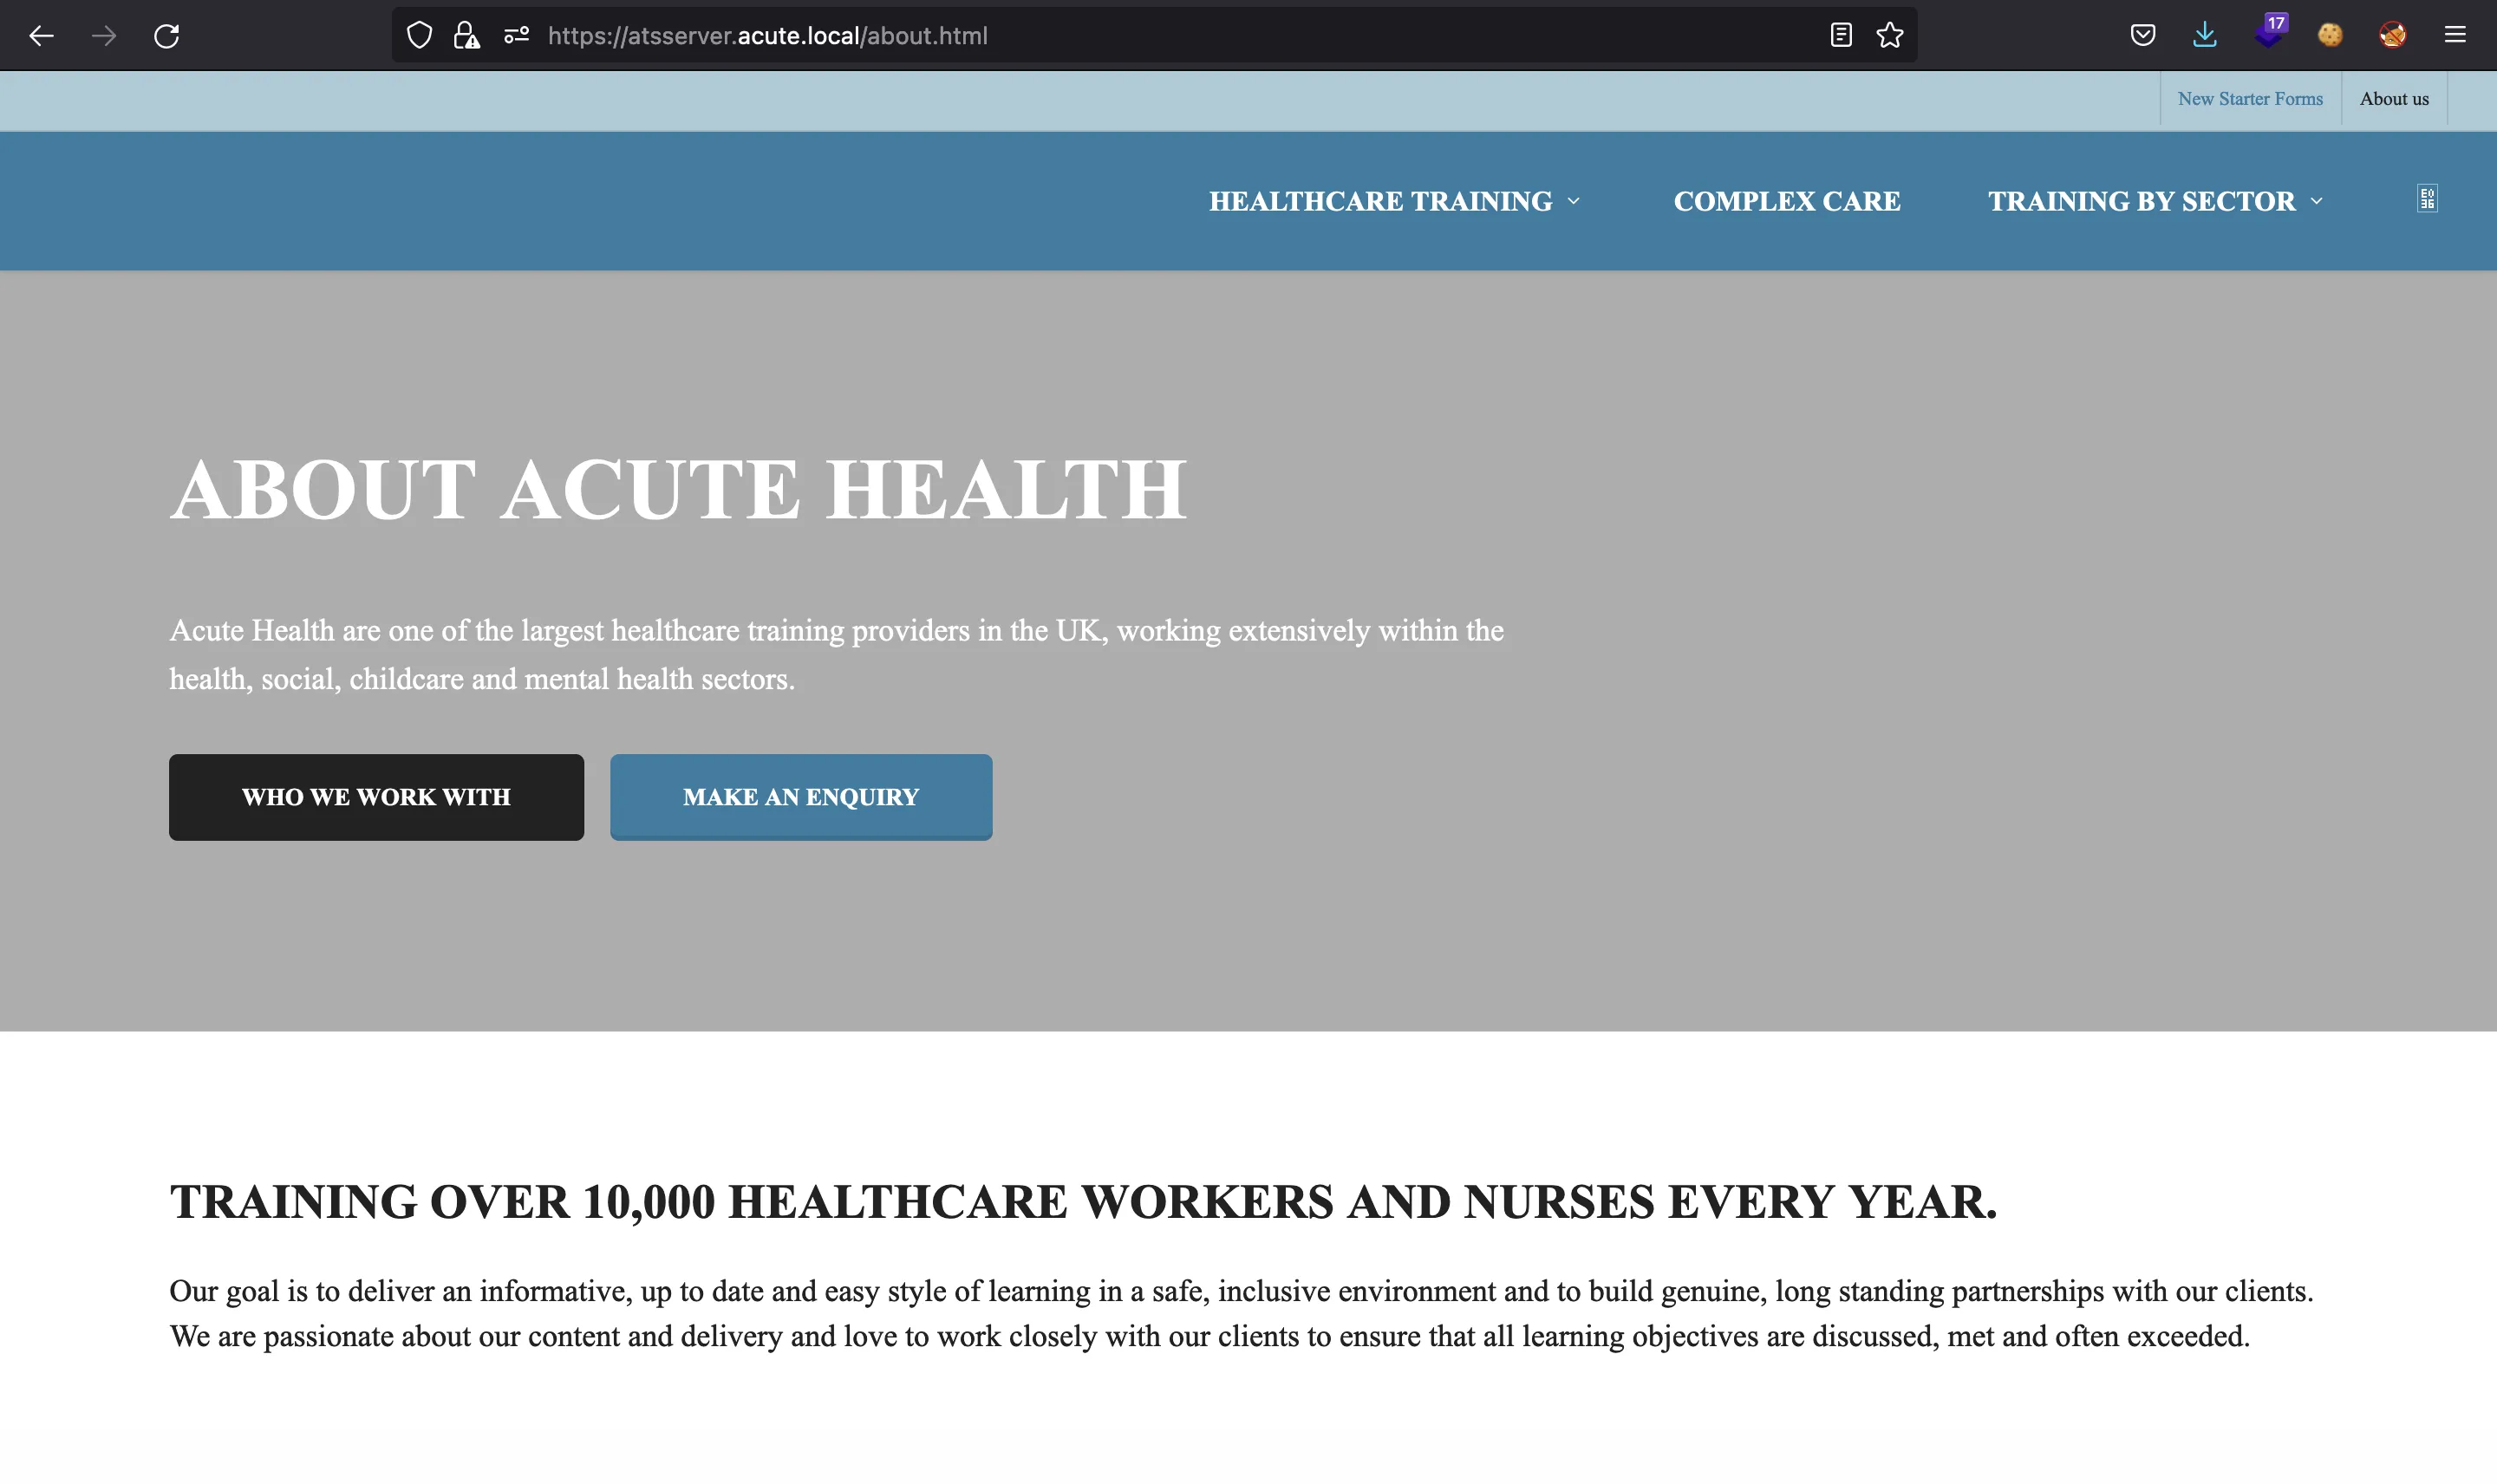 https://atsserver.acute.local/about.html
17
New Starter Forms
About us
HEALTHCARE TRAINING
COMPLEX CARE
TRAINING BY SECTOR
E0
36
ABOUT ACUTE HEALTH
Acute Health are one of the largest healthcare training providers in the UK, working extensively within the
health, social, childcare and mental health sectors.
WHO WE WORK WITH
MAKE AN ENQUIRY
TRAINING OVER 10,000 HEALTHCARE WORKERS AND NURSES EVERY YEAR.
Our goal is to deliver an informative, up to date and easy style of learning in a safe, inclusive environment and to build genuine, long standing partnerships with our clients.
We are passionate about our content and delivery and love to work closely with our clients to ensure that all learning objectives are discussed, met and often exceeded.